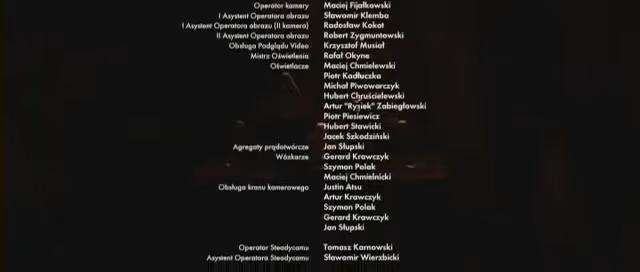 Operator kamery Maciej Fijałkowski
I Asystent Operatora obrazu Sławomir Klemba
I Asystent Operatora obrazu (II kamera) Radosław Kokot
II Asystent Operatora obrazu Robert Zygmuntowski
Obsługa Podglądu Video Krzysztof Musiał
Mistrz Oświetlenia Rafał Okyne
Oświetlacze Maciej Chmielewski
Piotr Kadłuczka
Michał Piwowarczyk
Hubert Chruścielewski
Artur "Rysiek" Zabiegłowski
Piotr Piesiewicz
Hubert Stawicki
Jacek Szkodziński
Agregaty prądotwórcze Jan Słupski
Wózkarze Gerard Krawczyk
Szymon Polak
Maciej Chmielnicki
Obsługa kranu kamerowego Justin Atsu
Artur Krawczyk
Szymon Polak
Gerard Krawczyk
Jan Słupski
Operator Steadycamu Tomasz Karnowski
Asystent Operatora Steadycamu Sławomir Wierzbicki